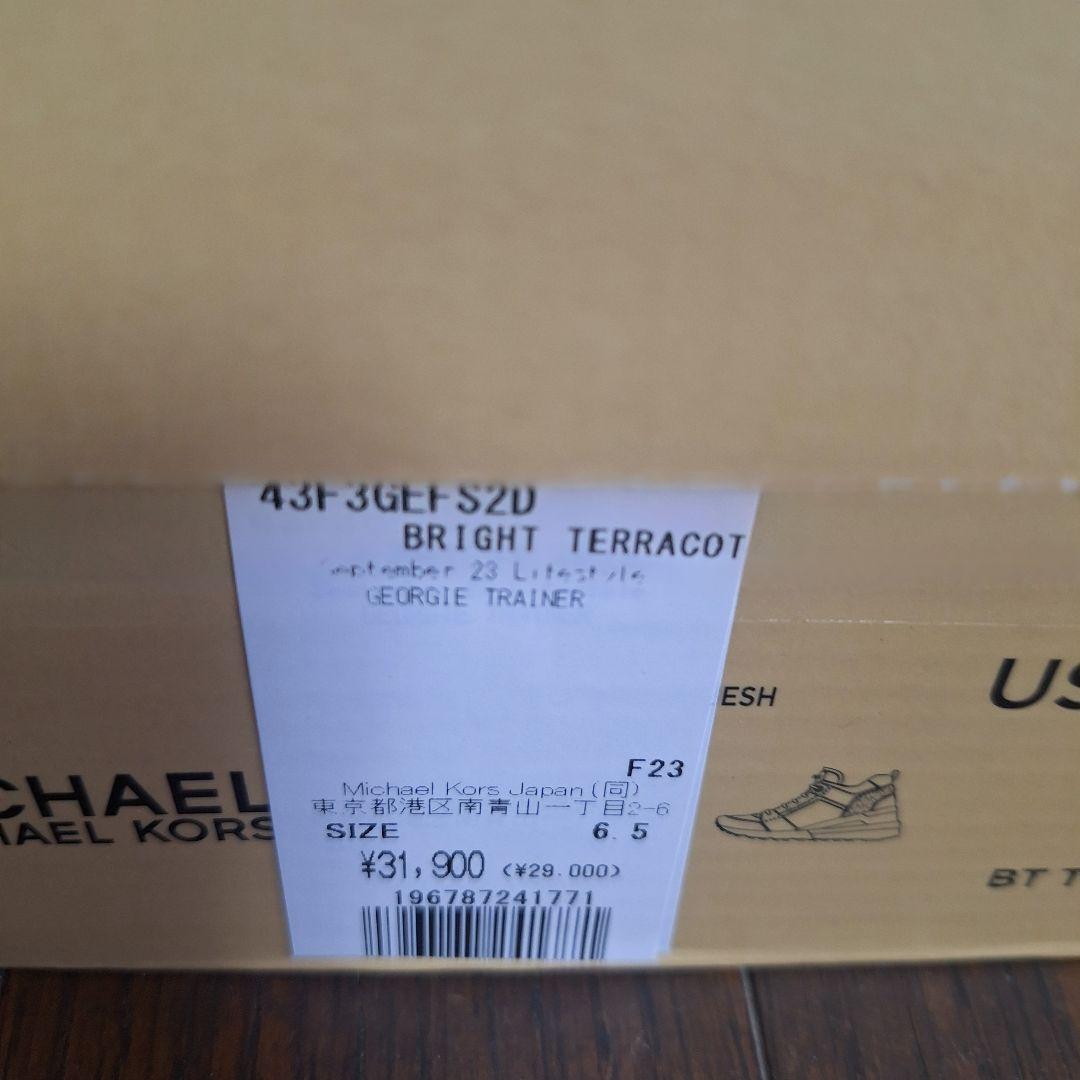 43F3GEFS2D
BRIGHT TERRACOT
September 23 Lifestyle
GEORGIE TRAINER
ESH
US
F23
CHAEL
HAEL KORS
Michael Kors Japan(同)
東京都港区南青山一丁目2-6
SIZE 6.5
¥31,900 (¥29.000)
BT T
196787241771